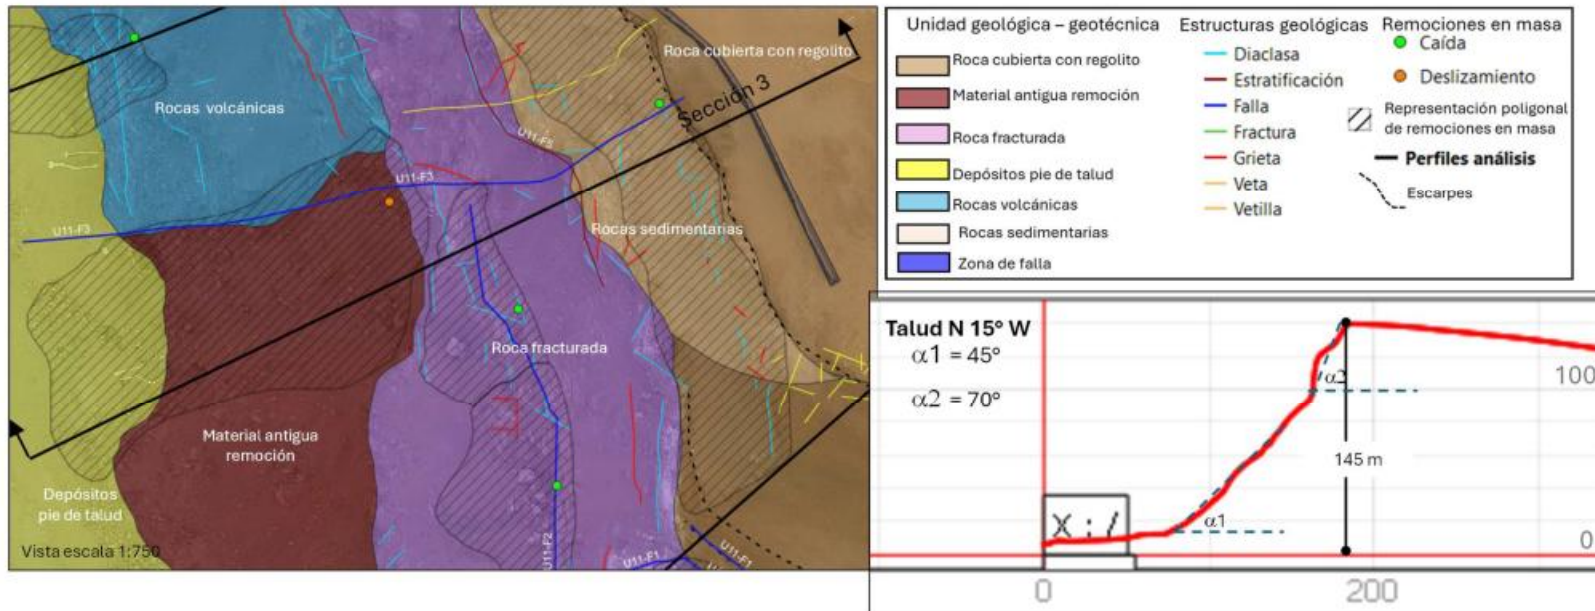 Roca cubierta con regolito
Rocas volcánicas
Sección 3
U11-F5
U11-F3
U11-F3
Rocas sedimentarias
Roca fracturada
Material antigua
remoción
Depósitos
pie de talud
Vista escala 1:750
U11-F2
U11-F1
U11-F1
Unidad geológica – geotécnica
Roca cubierta con regolito
Material antigua remoción
Roca fracturada
Depósitos pie de talud
Rocas volcánicas
Rocas sedimentarias
Zona de falla
Estructuras geológicas
Diaclasa
Estratificación
Falla
Fractura
Grieta
Veta
Vetilla
Remociones en masa
Caída
Deslizamiento
Representación poligonal
de remociones en masa
Perfiles análisis
Escarpes
Talud N 15° W
α1 = 45°
α2 = 70°
α2
100
145 m
X : /
α1
0
0
200